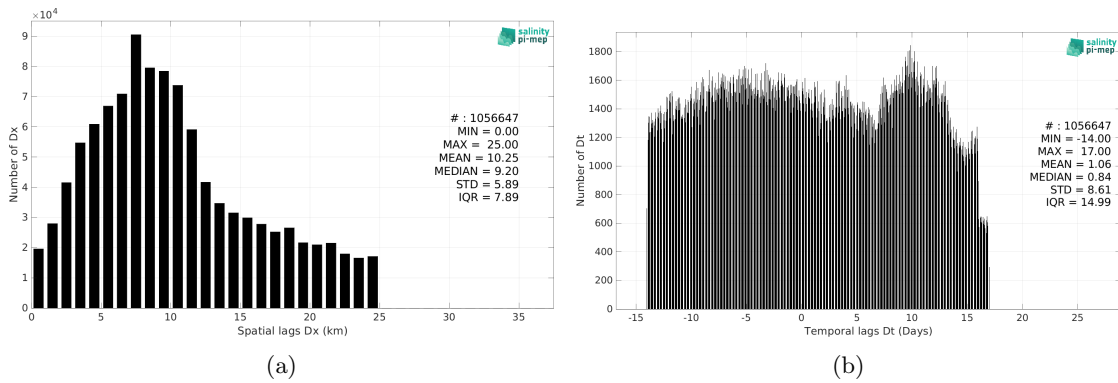 ×10⁴
9
8
7
6
5
4
3
2
1
0
Number of Dx
salinity
pi-mep
# : 1056647
MIN = 0.00
MAX = 25.00
MEAN = 10.25
MEDIAN = 9.20
STD = 5.89
IQR = 7.89
0 5 10 15 20 25 30 35
Spatial lags Dx (km)
(a)
1800
1600
1400
1200
1000
800
600
400
200
0
Number of Dt
salinity
pi-mep
# : 1056647
MIN = -14.00
MAX = 17.00
MEAN = 1.06
MEDIAN = 0.84
STD = 8.61
IQR = 14.99
-15 -10 -5 0 5 10 15 20 25
Temporal lags Dt (Days)
(b)